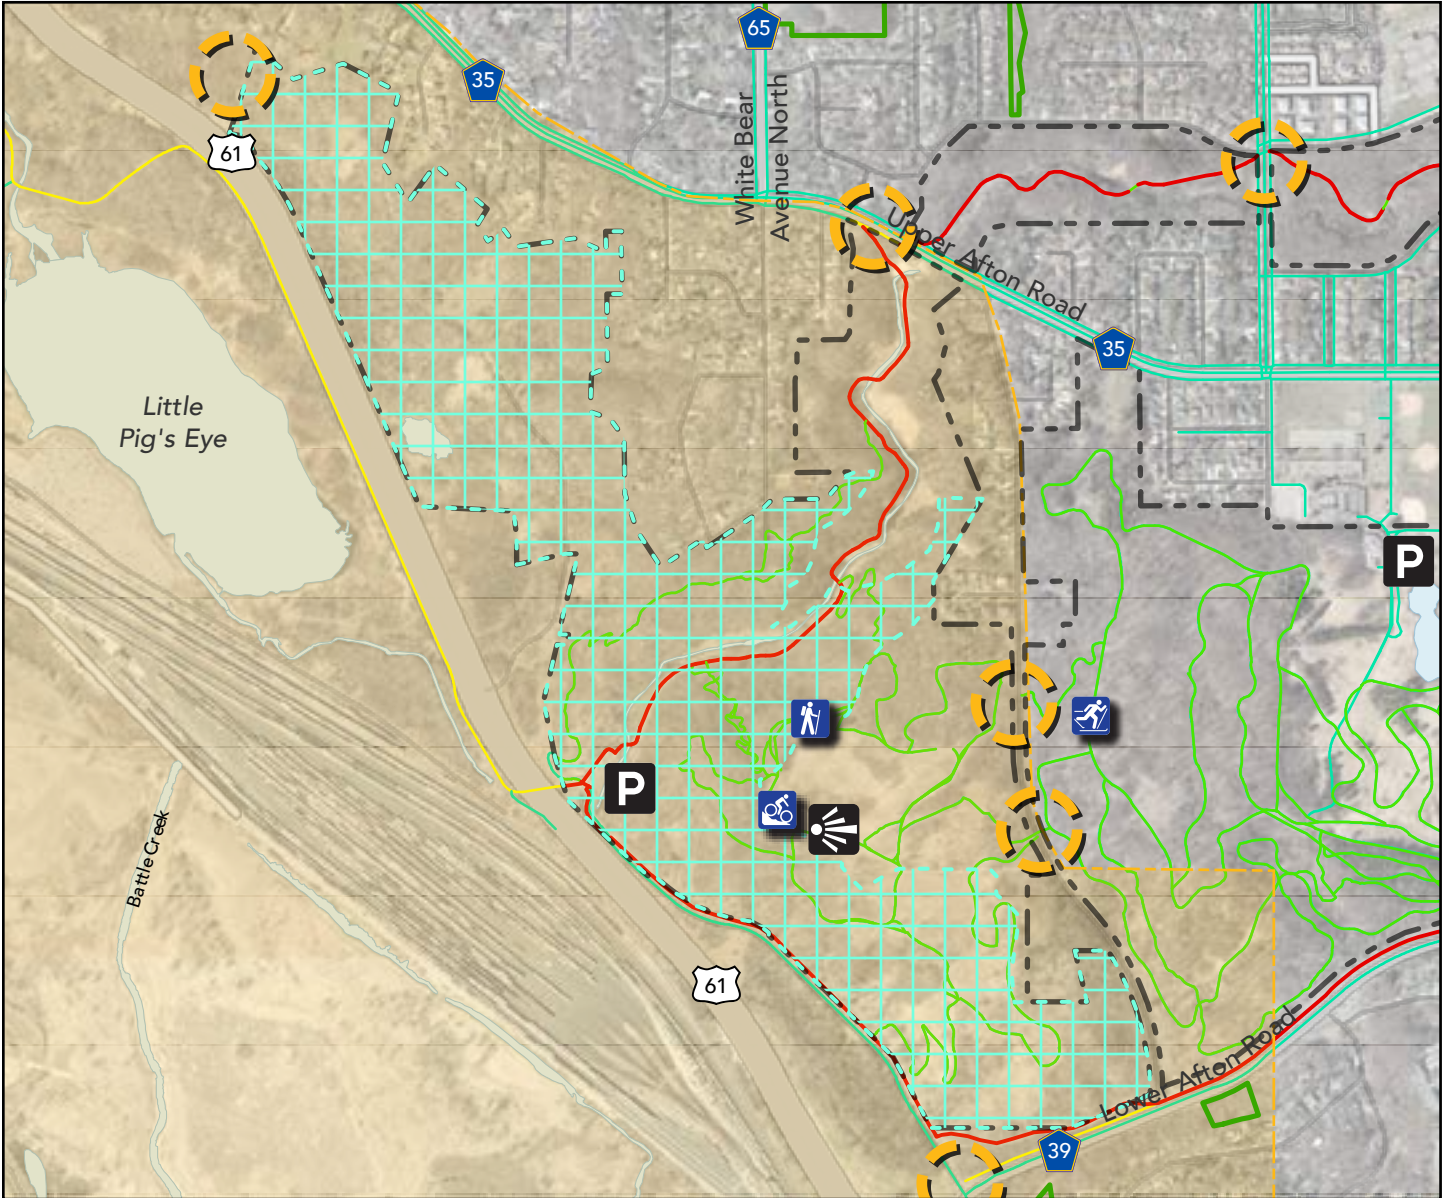 65
35
61
White Bear
Avenue North
Upper Afton Road
35
Little
Pig's Eye
P
P
Battle Creek
61
Lower Afton Road
39